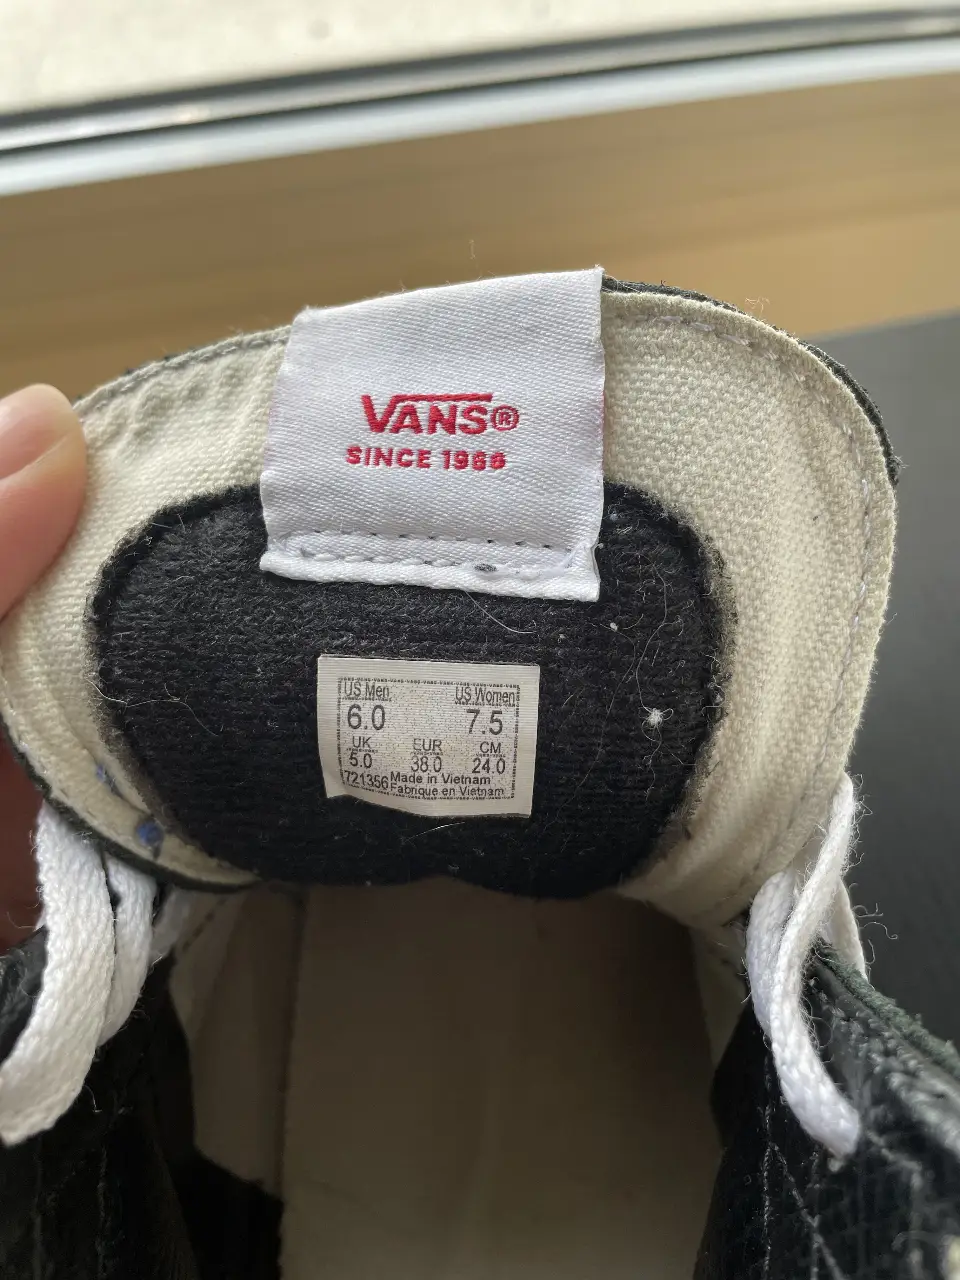 VANS®
SINCE 1966
US Men US Women
6.0 7.5
UK EUR CM
5.0 38.0 24.0
721356 Made in Vietnam
Fabrique en Vietnam